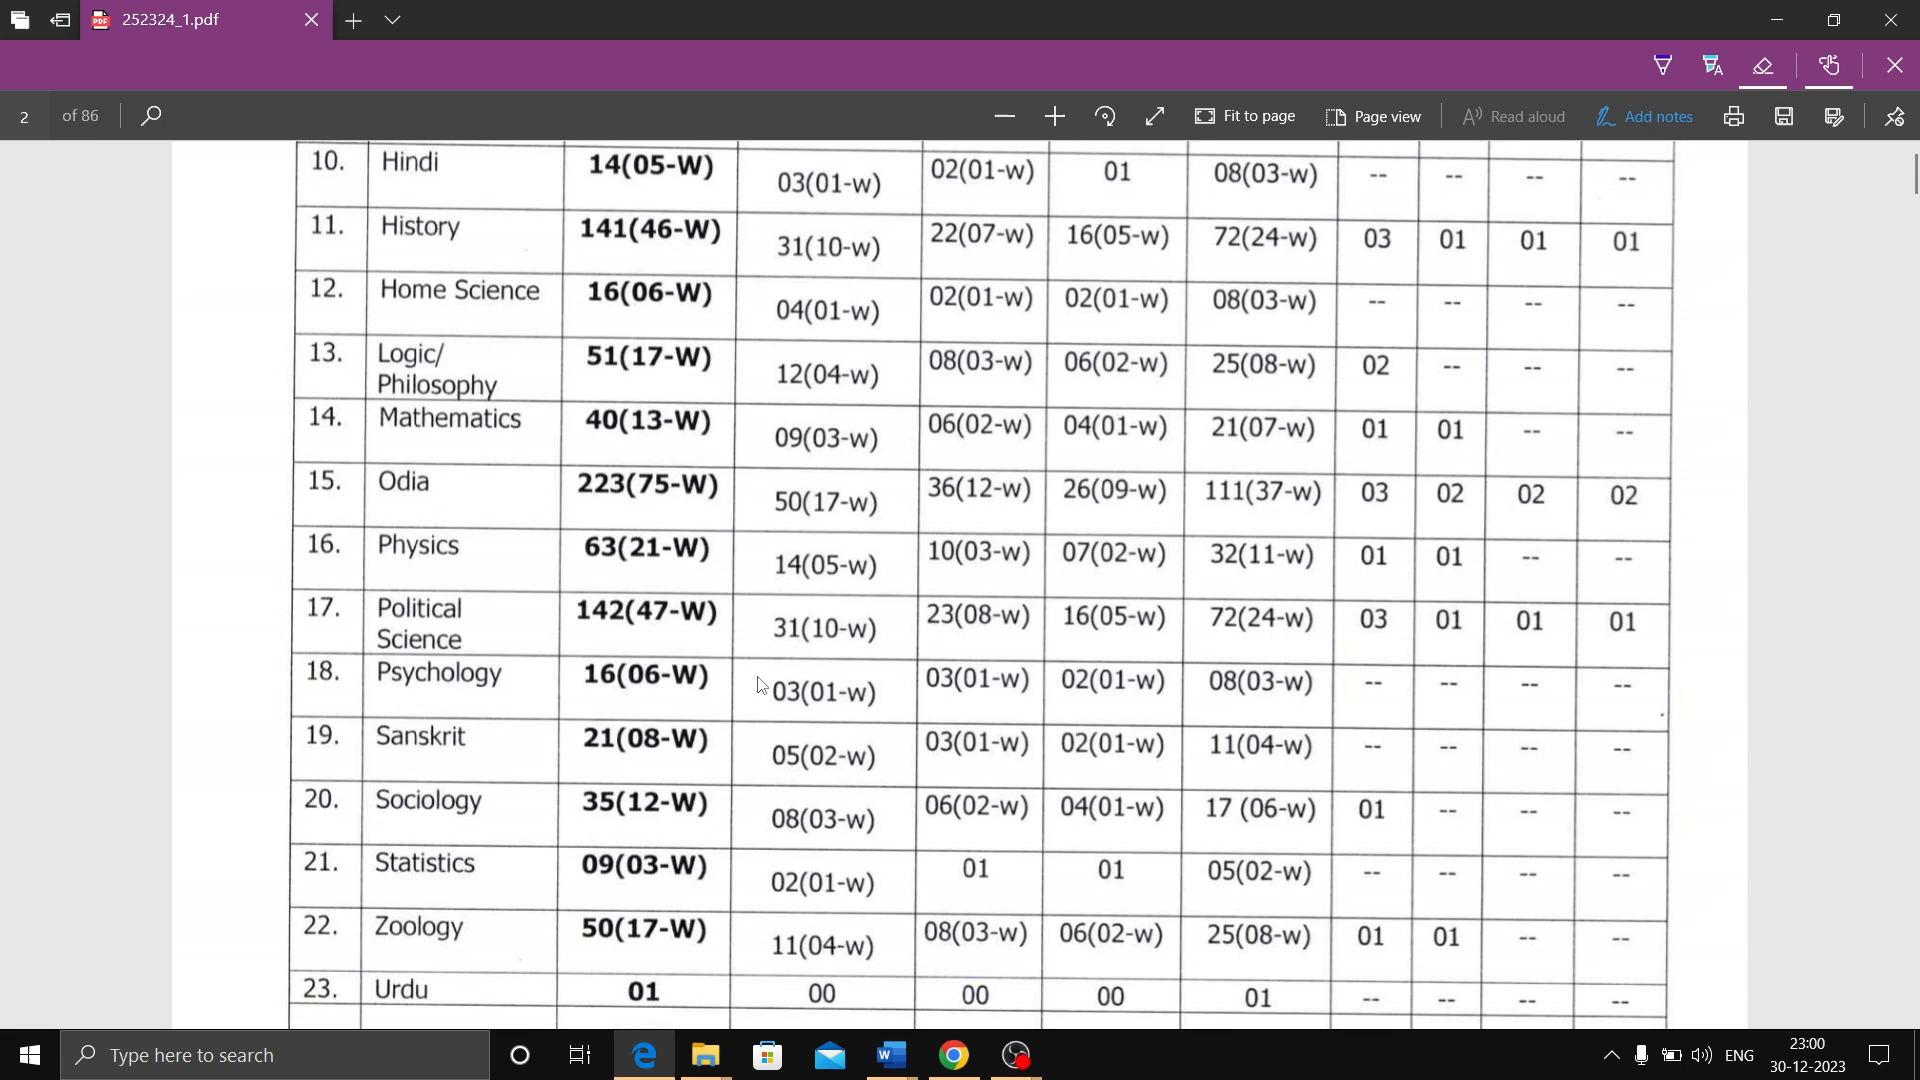 252324_1.pdf
2 of 86 Fit to page Page view Read aloud Add notes
10. Hindi 14(05-W) 03(01-w) 02(01-w) 01 08(03-w) -- -- -- --
11. History 141(46-W) 31(10-w) 22(07-w) 16(05-w) 72(24-w) 03 01 01 01
12. Home Science 16(06-W) 04(01-w) 02(01-w) 02(01-w) 08(03-w) -- -- -- --
13. Logic/ 51(17-W) 12(04-w) 08(03-w) 06(02-w) 25(08-w) 02 -- -- --
Philosophy
14. Mathematics 40(13-W) 09(03-w) 06(02-w) 04(01-w) 21(07-w) 01 01 -- --
15. Odia 223(75-W) 50(17-w) 36(12-w) 26(09-w) 111(37-w) 03 02 02 02
16. Physics 63(21-W) 14(05-w) 10(03-w) 07(02-w) 32(11-w) 01 01 -- --
17. Political 142(47-W) 31(10-w) 23(08-w) 16(05-w) 72(24-w) 03 01 01 01
Science
18. Psychology 16(06-W) 03(01-w) 03(01-w) 02(01-w) 08(03-w) -- -- -- --
19. Sanskrit 21(08-W) 05(02-w) 03(01-w) 02(01-w) 11(04-w) -- -- -- --
20. Sociology 35(12-W) 08(03-w) 06(02-w) 04(01-w) 17 (06-w) 01 -- -- --
21. Statistics 09(03-W) 02(01-w) 01 01 05(02-w) -- -- -- --
22. Zoology 50(17-W) 11(04-w) 08(03-w) 06(02-w) 25(08-w) 01 01 -- --
23. Urdu 01 00 00 00 01 -- -- -- --
Type here to search ENG 23:00
30-12-2023